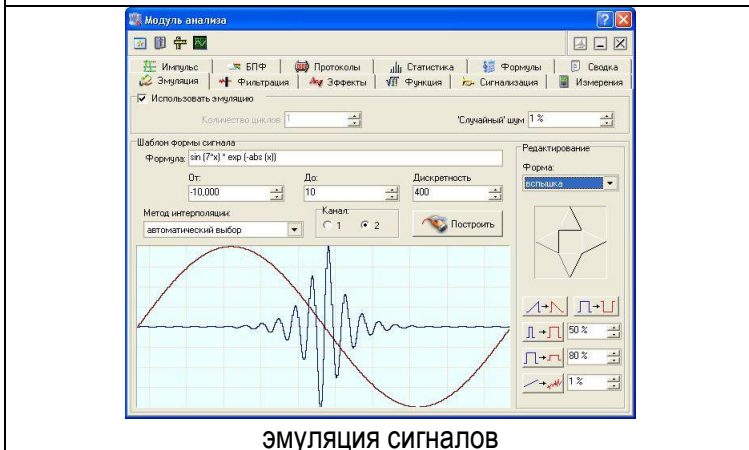 Модуль анализа
Импульс БПФ Протоколы Статистика Формулы Сводка
Эмуляция Фильтрация Эффекты Функция Сигнализация Измерения
Использовать эмуляцию
Количество циклов 1 'Случайный' шум 1 %
Шаблон формы сигнала
Формула: sin (7*x) * exp (-abs (x))
От: До: Дискретность
-10,000 10 400
Метод интерполяции: Канал:
автоматический выбор 1 2 Построить
Редактирование
Форма:
вспышка
50 %
80 %
1 %
эмуляция сигналов